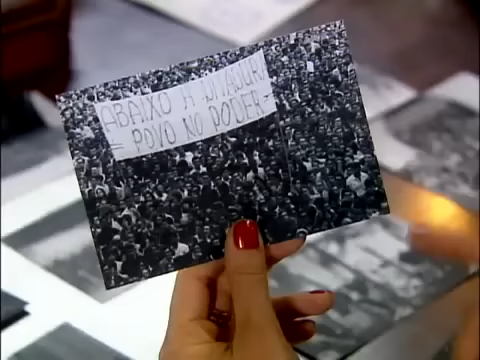 ABAIXO A DITADURA
= POVO NO PODER =